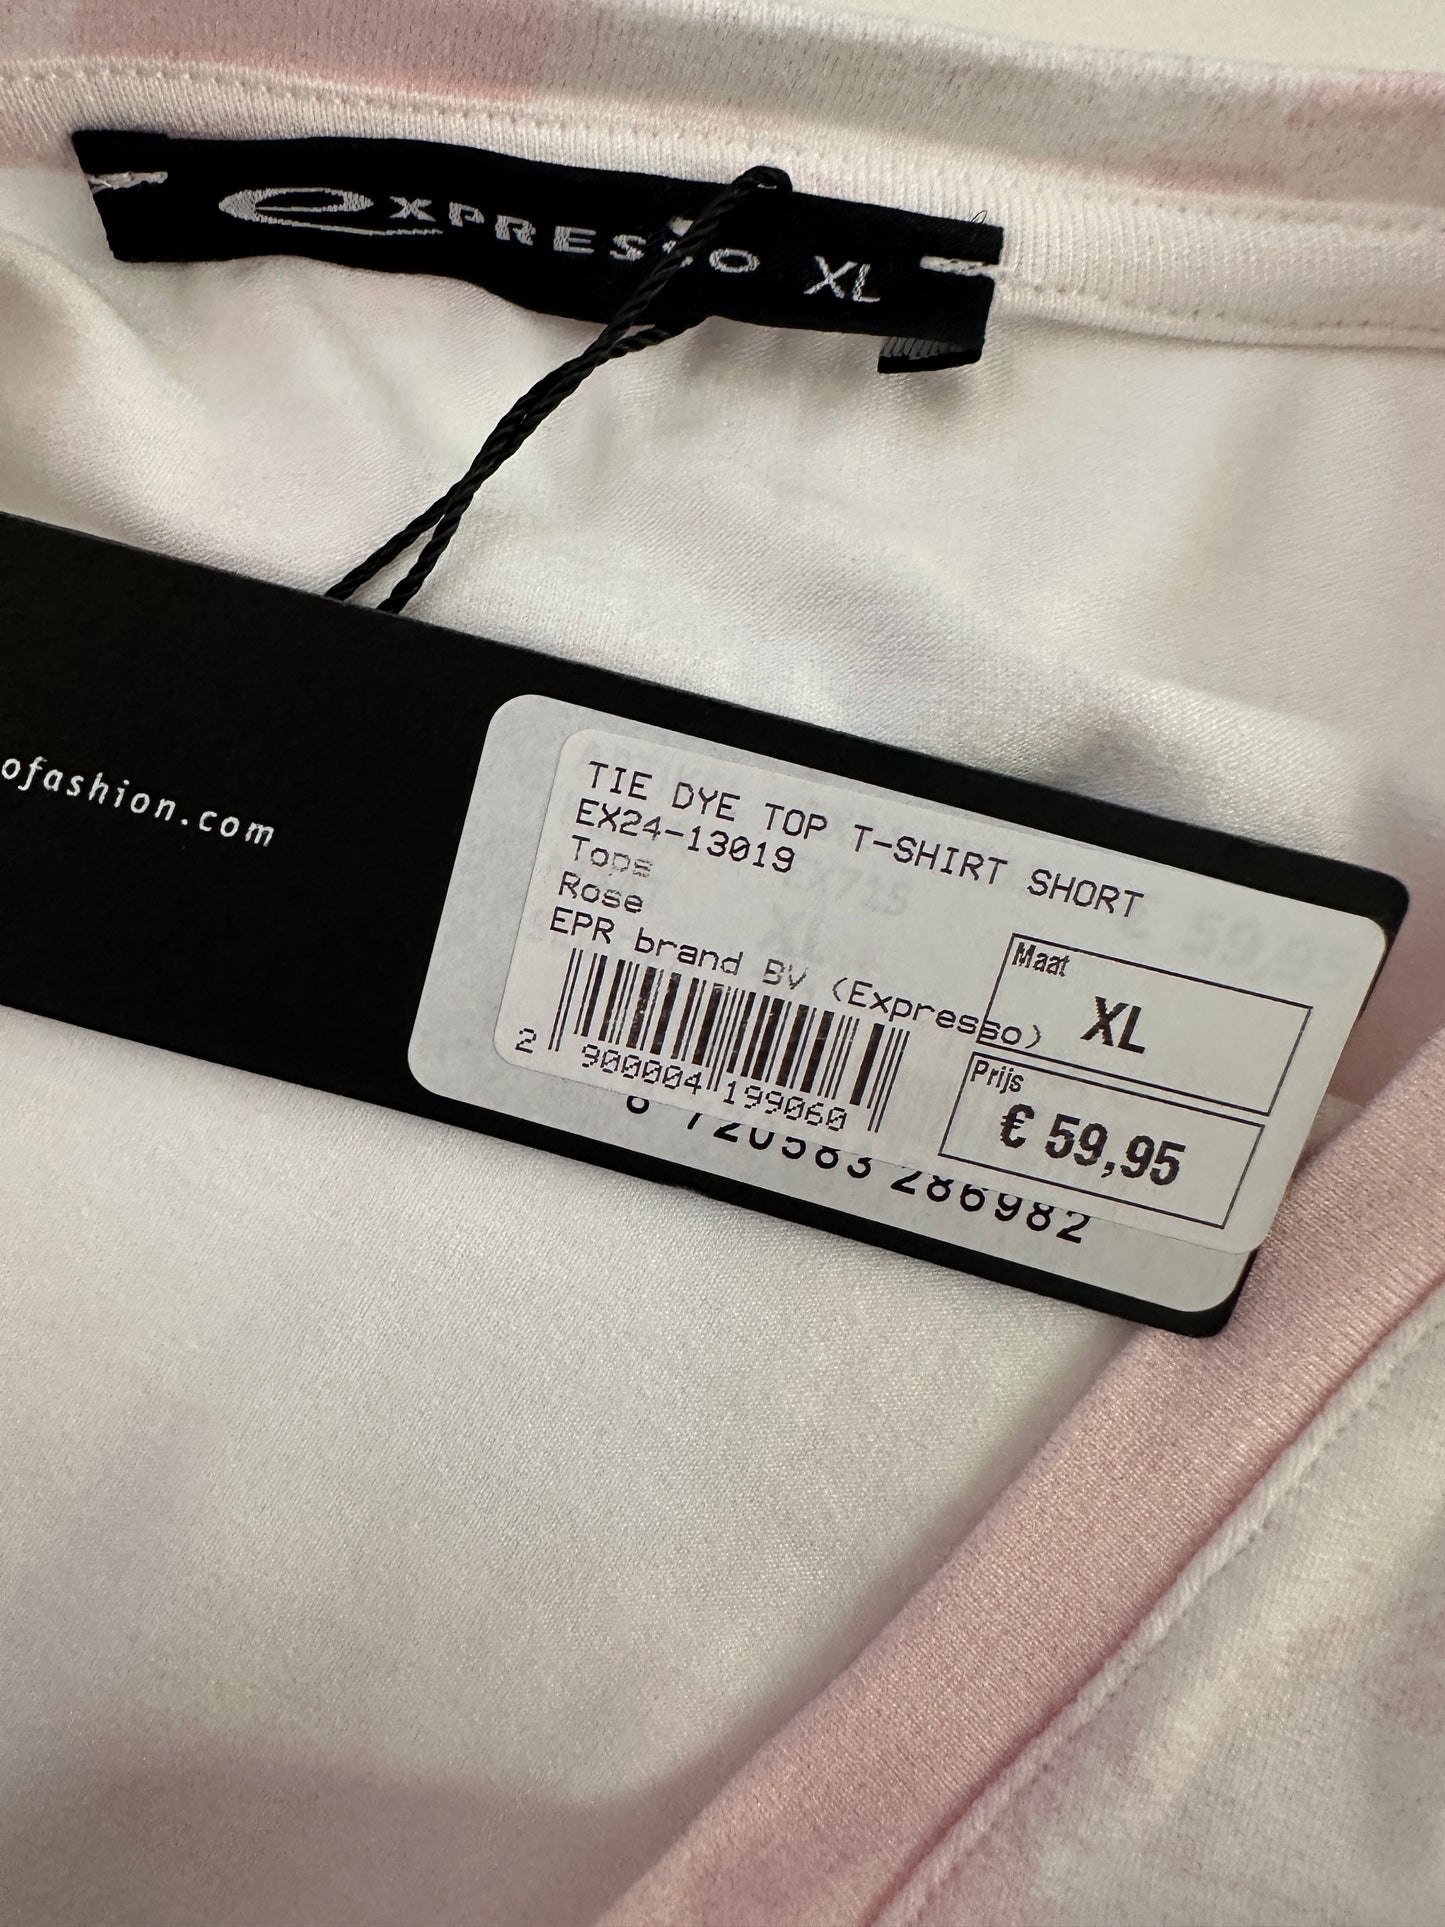 expresso XL
ofashion.com
TIE DYE TOP T-SHIRT SHORT
EX24-13019
Tops
Rose
EPR brand BV (Expresso)
Maat
XL
Prijs
€ 59,95
2 900004 199060
8 720583 286982